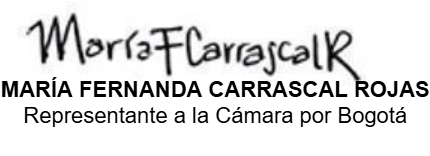 MaríaFCarrascalR
MARÍA FERNANDA CARRASCAL ROJAS
Representante a la Cámara por Bogotá